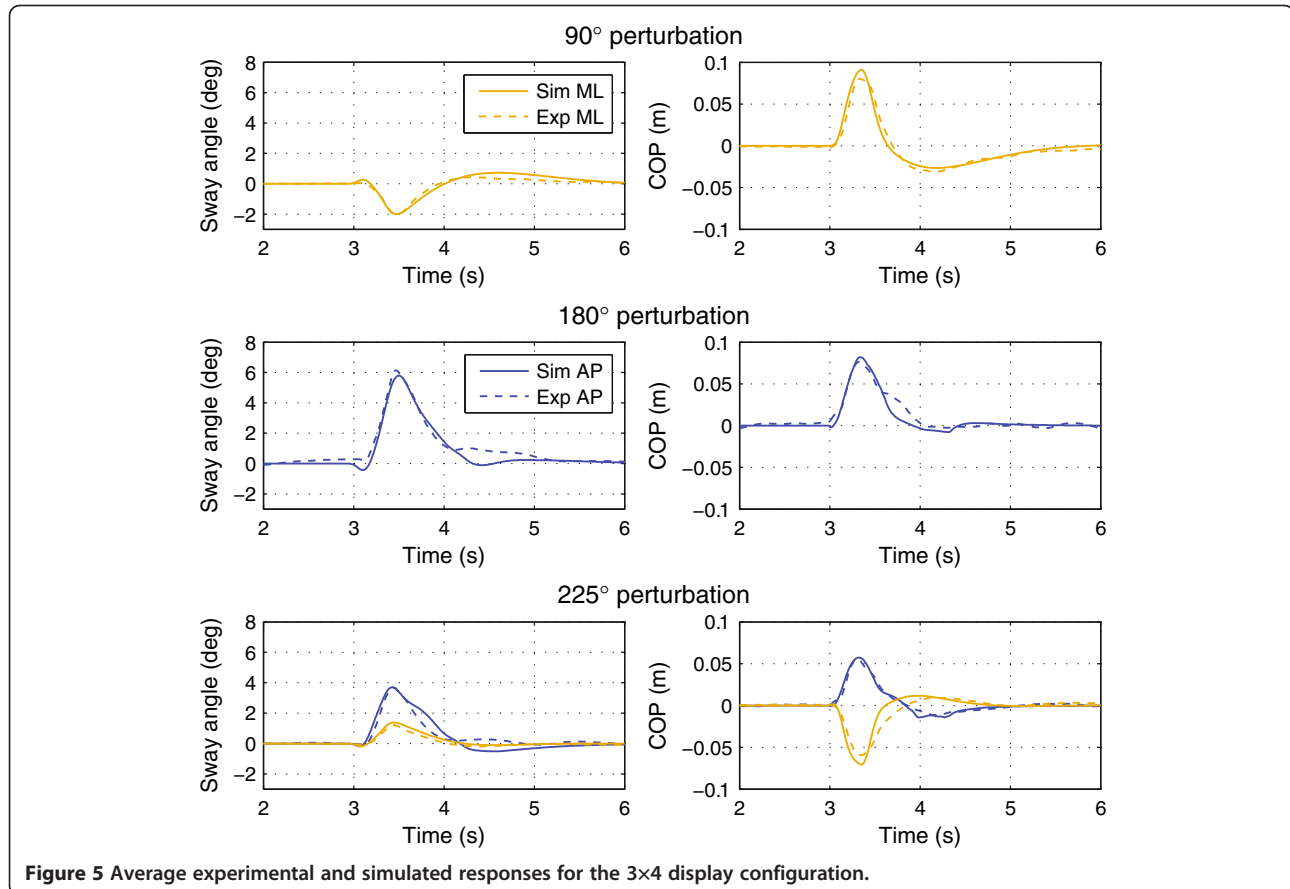 90° perturbation
Sway angle (deg)
8
6
4
2
0
−2
Sim ML
Exp ML
2 3 4 5 6
Time (s)
COP (m)
0.1
0.05
0
−0.05
−0.1
2 3 4 5 6
Time (s)
180° perturbation
Sway angle (deg)
8
6
4
2
0
−2
Sim AP
Exp AP
2 3 4 5 6
Time (s)
COP (m)
0.1
0.05
0
−0.05
−0.1
2 3 4 5 6
Time (s)
225° perturbation
Sway angle (deg)
8
6
4
2
0
−2
2 3 4 5 6
Time (s)
COP (m)
0.1
0.05
0
−0.05
−0.1
2 3 4 5 6
Time (s)
Figure 5 Average experimental and simulated responses for the 3×4 display configuration.